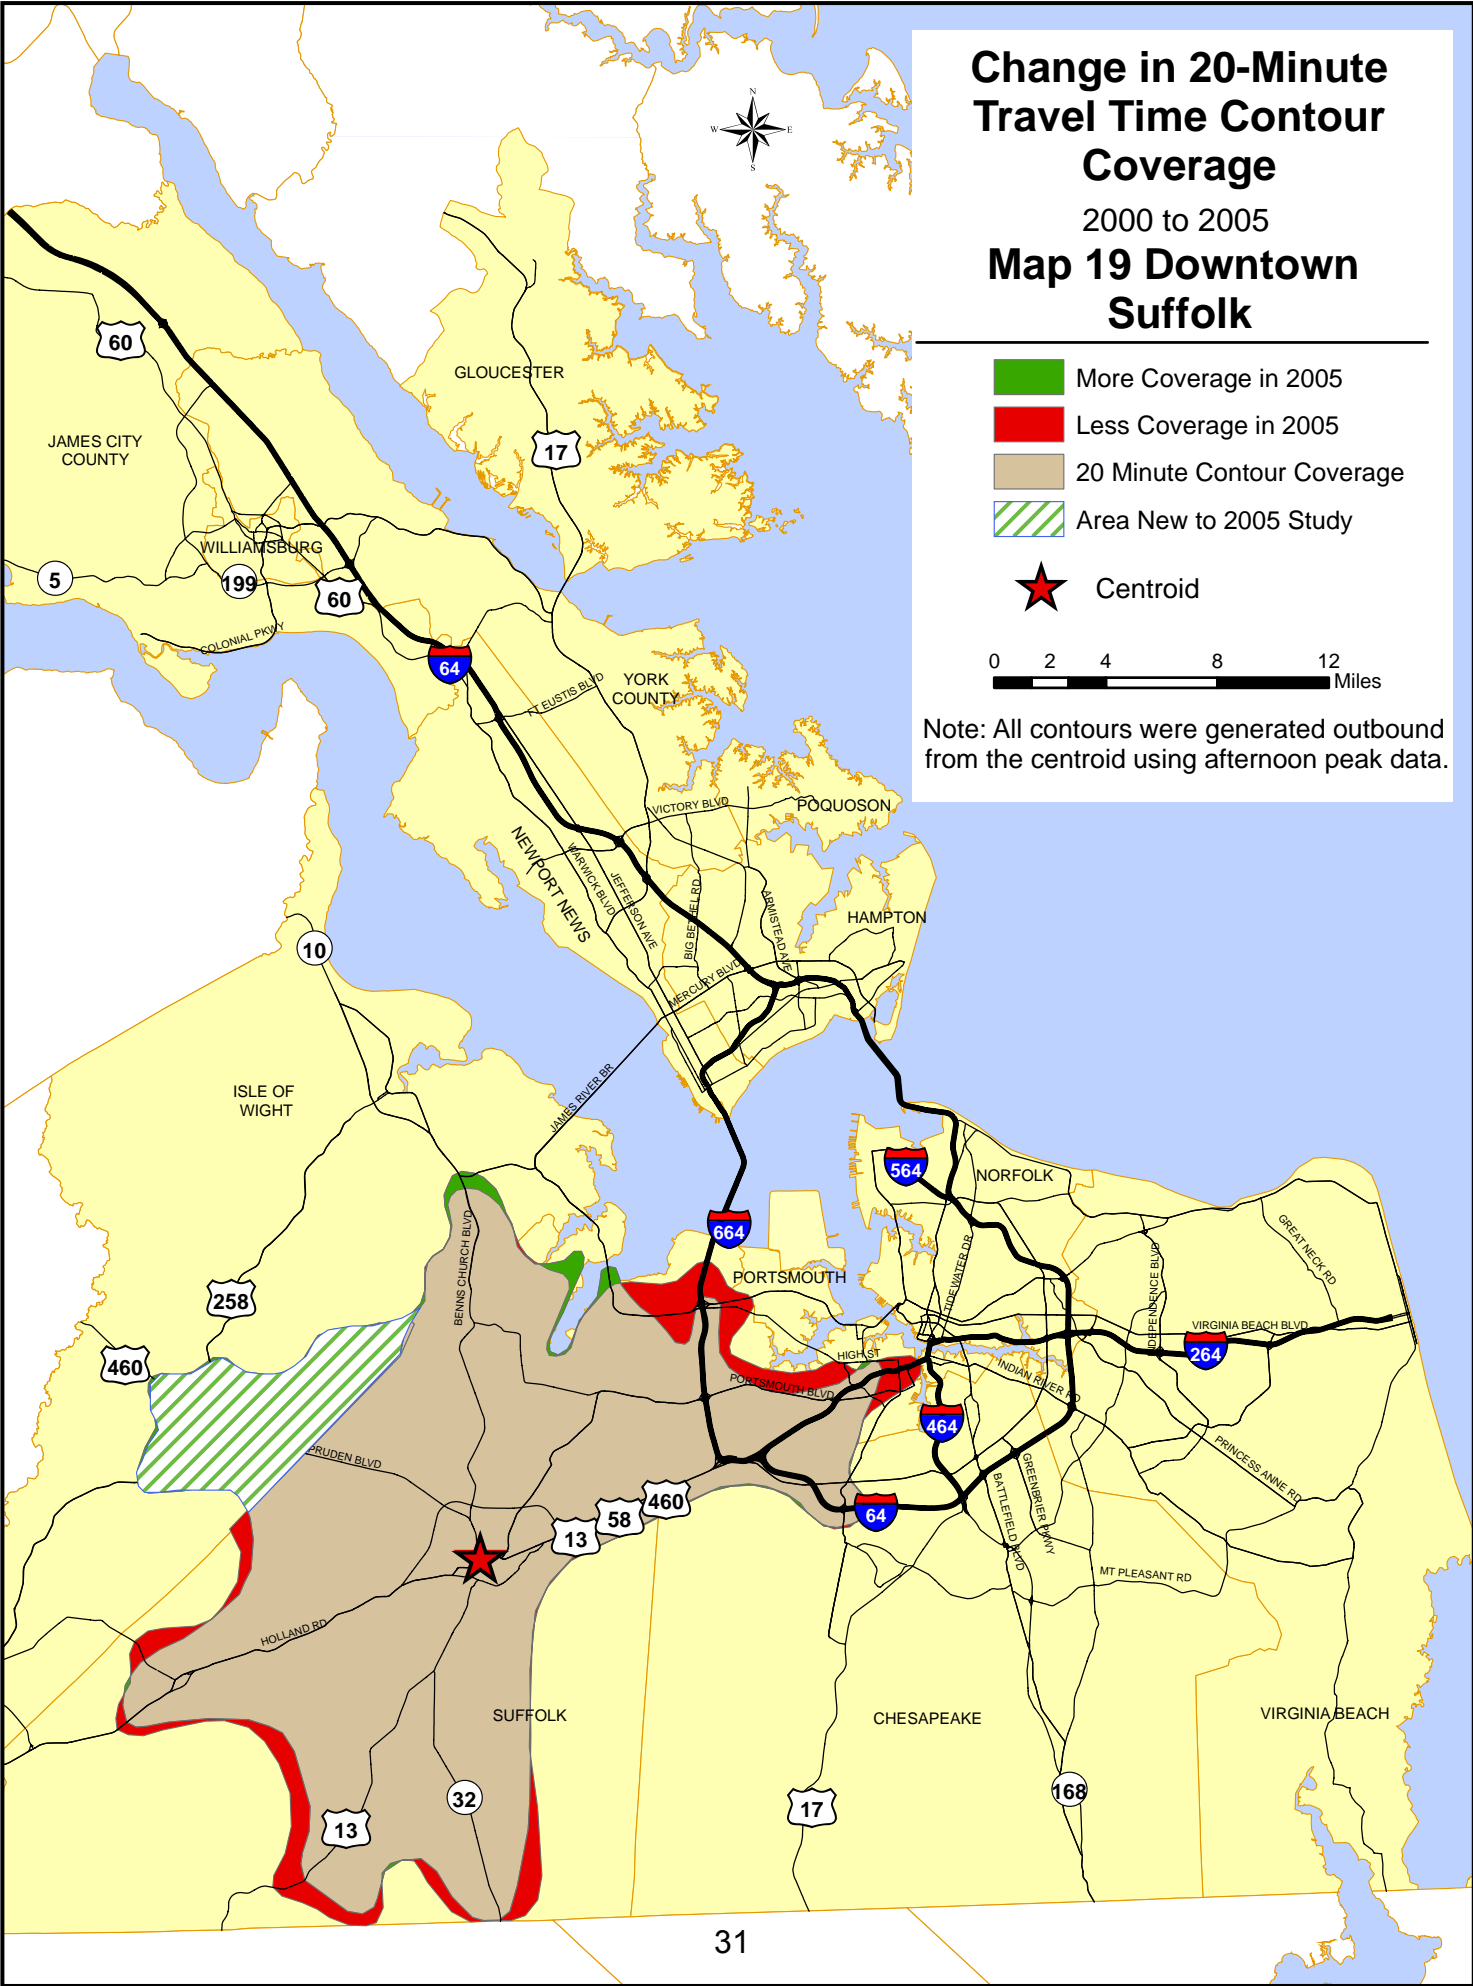 Change in 20-Minute
Travel Time Contour
Coverage
2000 to 2005
Map 19 Downtown
Suffolk
More Coverage in 2005
Less Coverage in 2005
20 Minute Contour Coverage
Area New to 2005 Study
Centroid
0 2 4 8 12
Miles
Note: All contours were generated outbound
from the centroid using afternoon peak data.
N
W E
S
60
GLOUCESTER
JAMES CITY
COUNTY
17
WILLIAMSBURG
5
199
60
COLONIAL PKWY
64
FT EUSTIS BLVD
YORK
COUNTY
VICTORY BLVD
POQUOSON
NEWPORT NEWS
WARWICK BLVD
JEFFERSON AVE
BIG BETHEL RD
ARMISTEAD AVE
HAMPTON
MERCURY BLVD
10
ISLE OF
WIGHT
JAMES RIVER BR
564
NORFOLK
664
PORTSMOUTH
TIDEWATER DR
INDEPENDENCE BLVD
GREAT NECK RD
BENNS CHURCH BLVD
258
460
VIRGINIA BEACH BLVD
264
HIGH ST
PORTSMOUTH BLVD
INDIAN RIVER RD
464
PRUDEN BLVD
PRINCESS ANNE RD
GREENBRIER PKWY
BATTLEFIELD BLVD
460
58
13
64
MT PLEASANT RD
HOLLAND RD
SUFFOLK
CHESAPEAKE
VIRGINIA BEACH
32
13
17
168
31